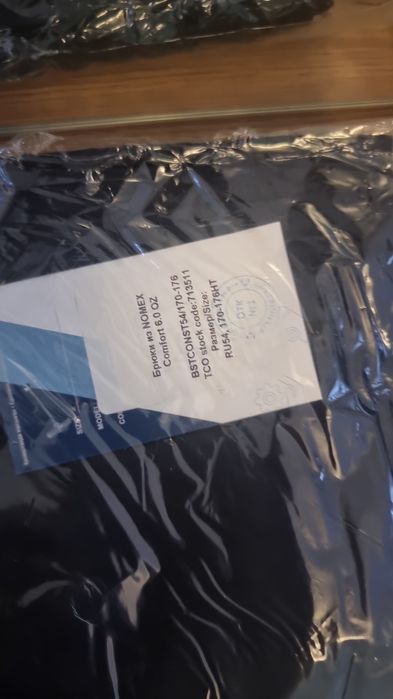 Брюки из NOMEX
Comfort 6.0 OZ
BSTCONST54/170-176
TCO stock code:713511
Размер/Size:
RU54, 170-176HT
ОТК